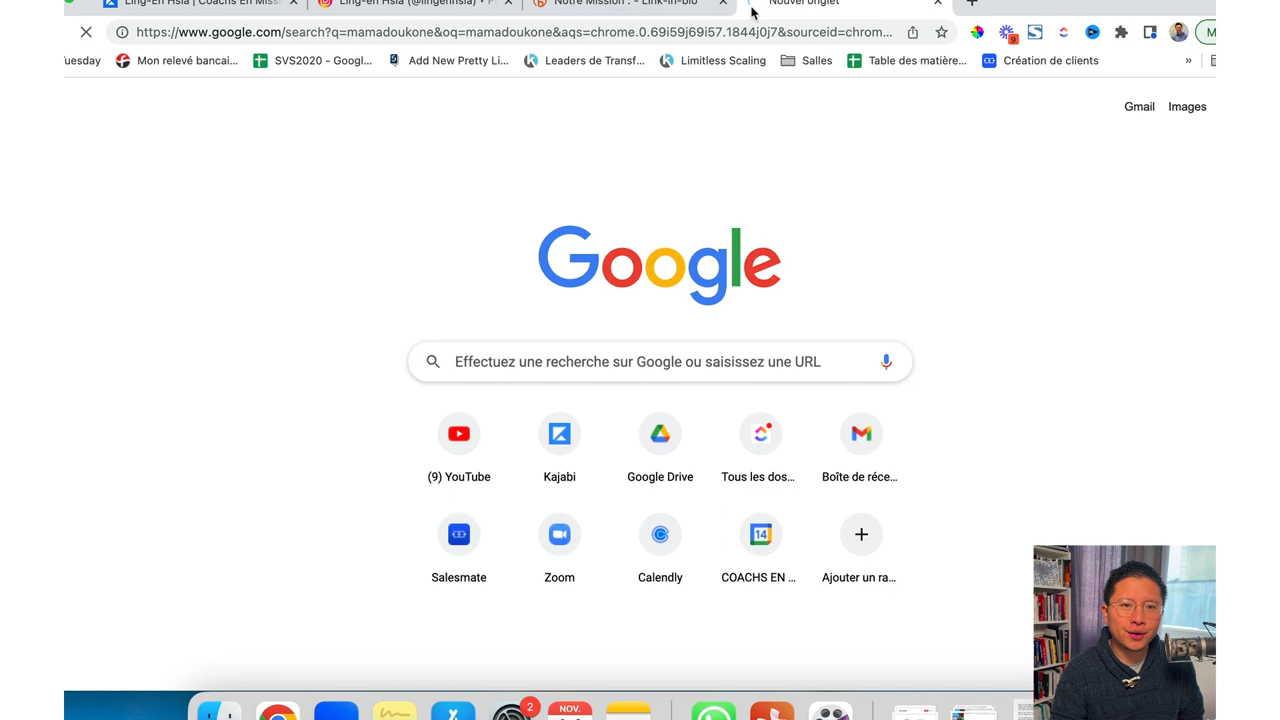 Ling-En Hsia | Coachs En Miss
Ling-en Hsia (@lingenhsia) • P
Notre Mission : - Link-in-bio
Nouvel onglet
https://www.google.com/search?q=mamadoukone&oq=mamadoukone&aqs=chrome.0.69i59j69i57.1844j0j7&sourceid=chrom...
9
M
uesday
Mon relevé bancai...
SVS2020 - Googl...
Add New Pretty Li...
Leaders de Transf...
Limitless Scaling
Salles
Table des matière...
Création de clients
»
Gmail
Images
Google
Effectuez une recherche sur Google ou saisissez une URL
(9) YouTube
Kajabi
Google Drive
Tous les dos...
Boîte de réce...
14
Salesmate
Zoom
Calendly
COACHS EN ...
Ajouter un ra...
2
NOV.